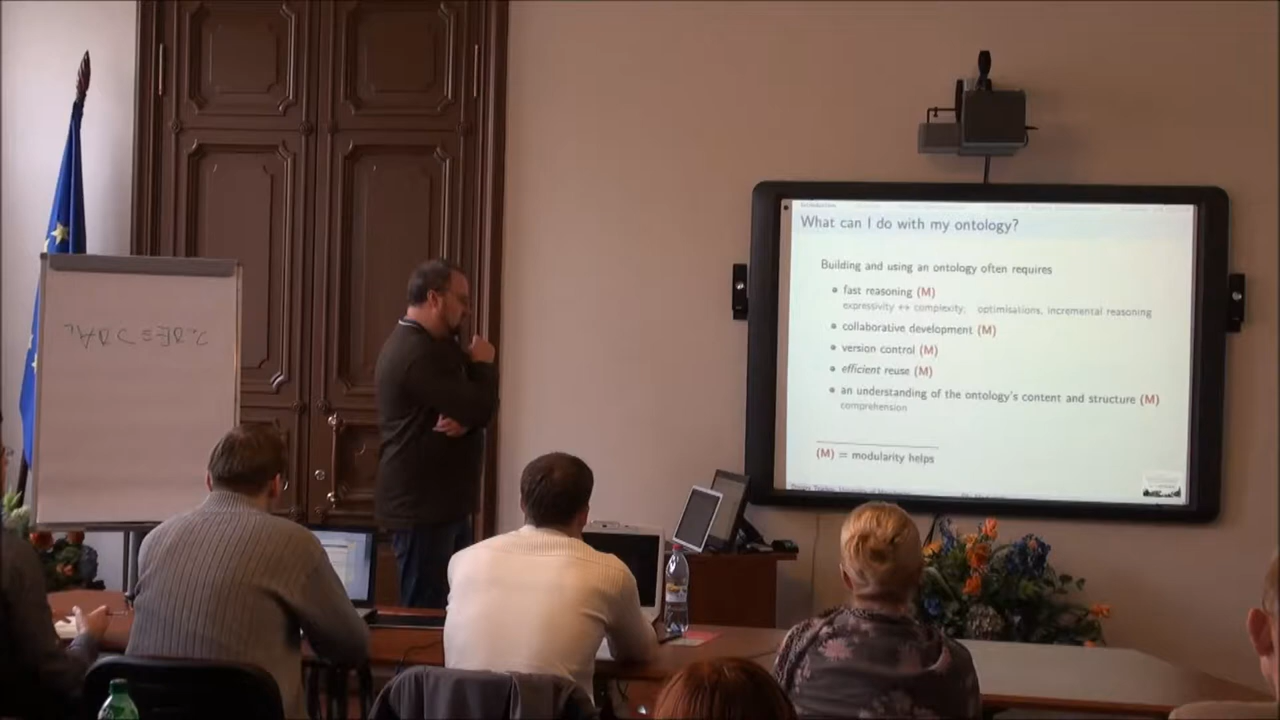 What can I do with my ontology?
Building and using an ontology often requires
fast reasoning (M)
expressivity ↔ complexity, optimisations, incremental reasoning
collaborative development (M)
version control (M)
efficient reuse (M)
an understanding of the ontology's content and structure (M)
comprehension
(M) = modularity helps